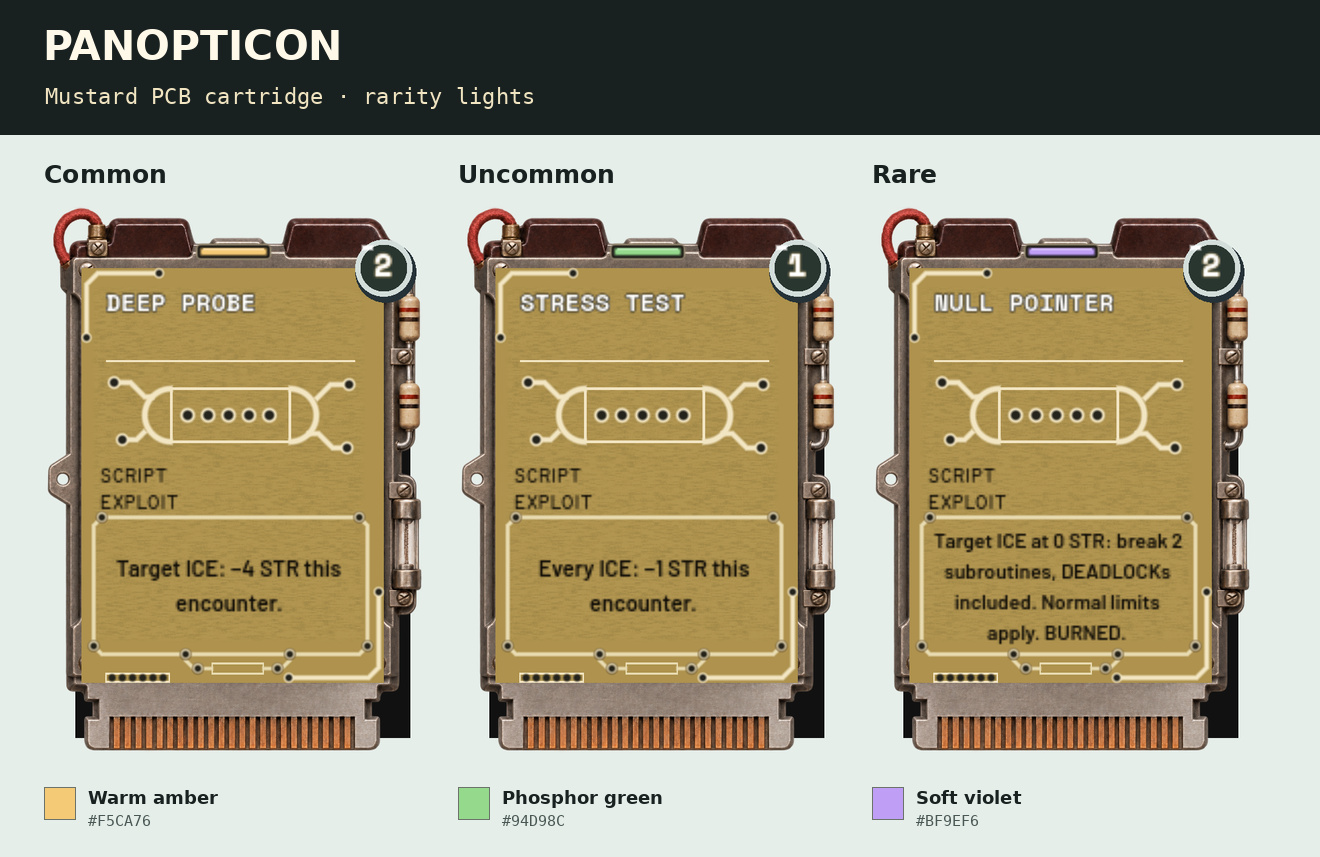 PANOPTICON
Mustard PCB cartridge · rarity lights
Common
Uncommon
Rare
2
DEEP PROBE
SCRIPT
EXPLOIT
Target ICE: −4 STR this
encounter.
1
STRESS TEST
SCRIPT
EXPLOIT
Every ICE: −1 STR this
encounter.
2
NULL POINTER
SCRIPT
EXPLOIT
Target ICE at 0 STR: break 2
subroutines, DEADLOCKs
included. Normal limits
apply. BURNED.
Warm amber
#F5CA76
Phosphor green
#94D98C
Soft violet
#BF9EF6